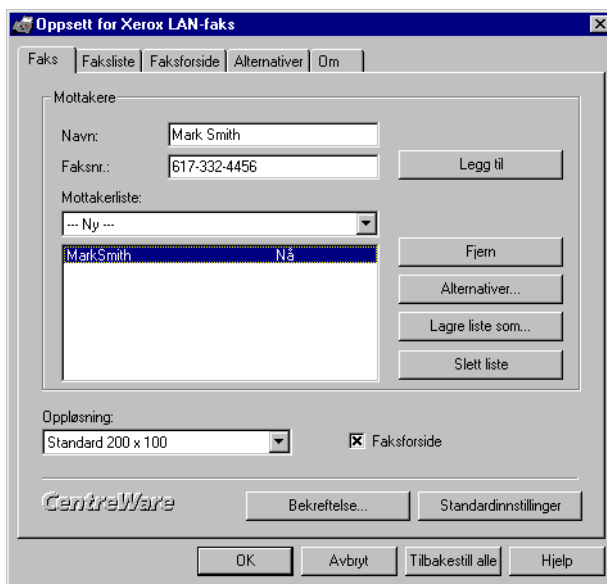 Oppsett for Xerox LAN-faks
Faks Faksliste Faksforside Alternativer Om
Mottakere
Navn: Mark Smith
Faksnr.: 617-332-4456 Legg til
Mottakerliste:
--- Ny ---
MarkSmith Nå Fjern
Alternativer...
Lagre liste som...
Slett liste
Oppløsning:
Standard 200 x 100 Faksforside
CentreWare Bekreftelse... Standardinnstillinger
OK Avbryt Tilbakestill alle Hjelp